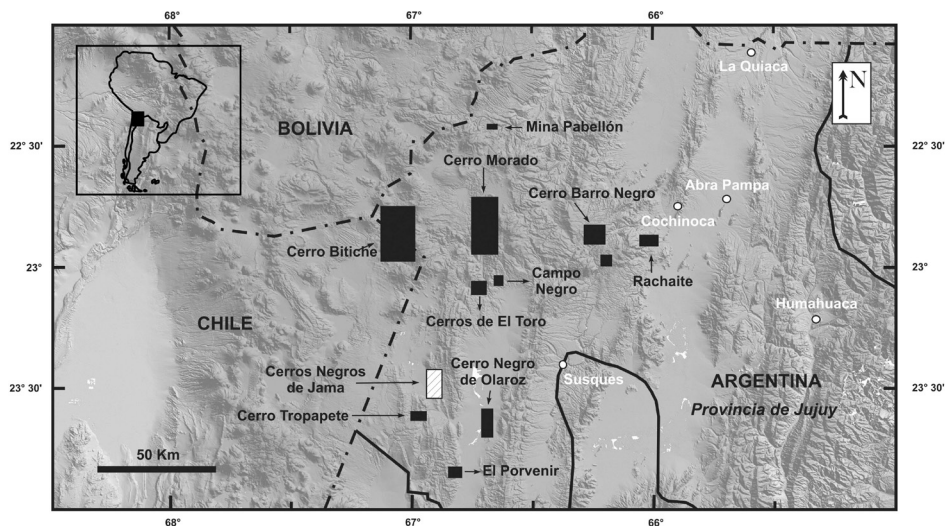 68°
67°
66°
N
La Quiaca
BOLIVIA
Mina Pabellón
22° 30'
22° 30'
Cerro Morado
Cerro Barro Negro
Abra Pampa
Cochinoca
Cerro Bitiche
23°
23°
Campo
Negro
Rachaite
Humahuaca
CHILE
Cerros de El Toro
Cerros Negros
de Jama
Cerro Negro
de Olaroz
Susques
23° 30'
23° 30'
ARGENTINA
Cerro Tropapete
Provincia de Jujuy
50 Km
El Porvenir
68°
67°
66°